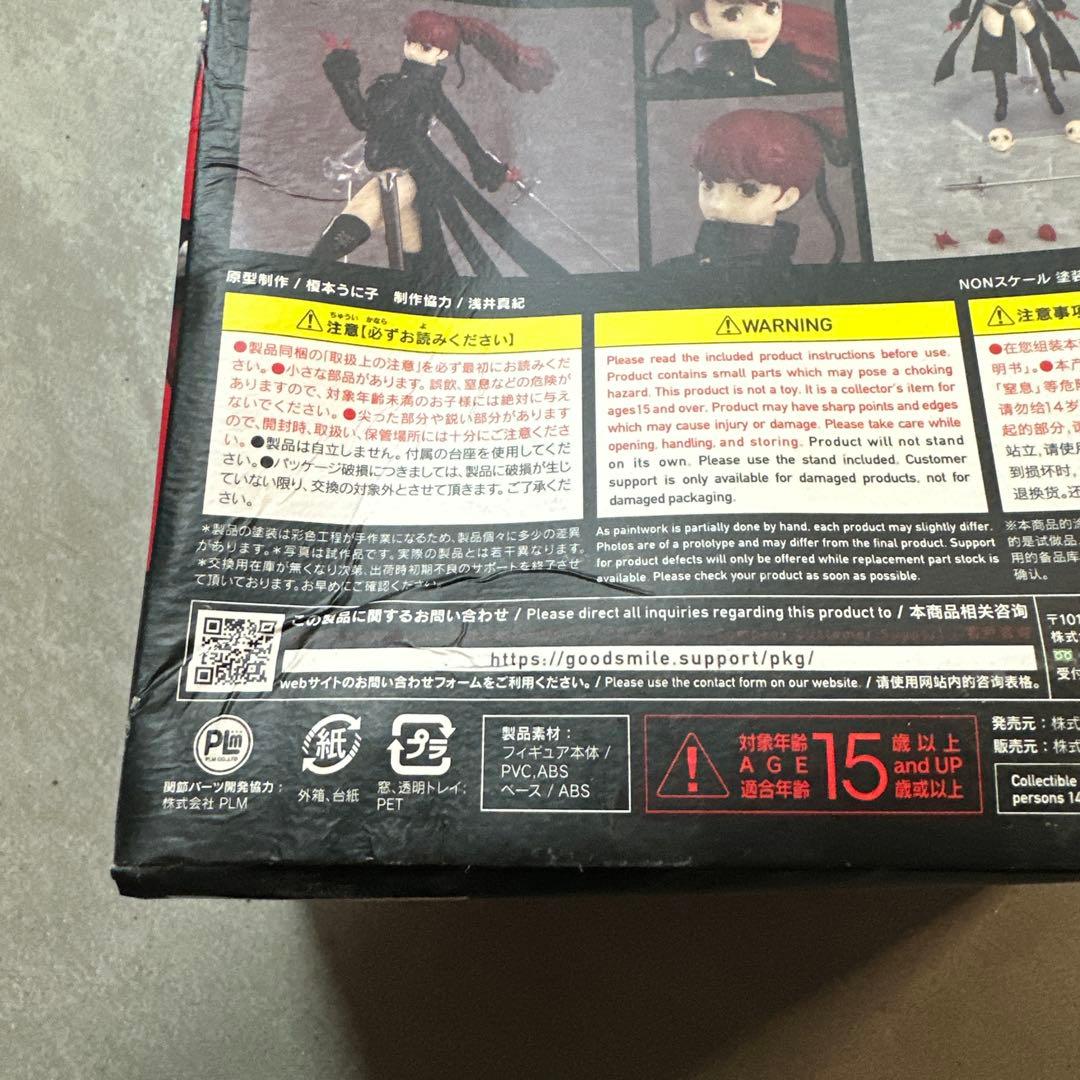 原型制作 / 榎本うに子　制作協力 / 浅井真紀
NONスケール 塗装
ちゅうい かなら よ
⚠注意【必ずお読みください】
●製品同梱の「取扱上の注意」を必ず最初にお読みくだ
さい。●小さな部品があります。誤飲、窒息などの危険が
ありますので、対象年齢未満のお子様には絶対に与え
ないでください。●尖った部分や鋭い部分があります
ので、開封時、取扱い、保管場所には十分にご注意くださ
い。●製品は自立しません。付属の台座を使用してくだ
さい。●パッケージ破損につきましては、製品に破損が生じ
ていない限り、交換の対象外とさせて頂きます。ご了承くだ
さい。
⚠WARNING
Please read the included product instructions before use.
Product contains small parts which may pose a choking
hazard. This product is not a toy. It is a collector's item for
ages15 and over. Product may have sharp points and edges
which may cause injury or damage. Please take care while
opening, handling, and storing. Product will not stand
on its own. Please use the stand included. Customer
support is only available for damaged products, not for
damaged packaging.
⚠注意事项
●在您组装本
明书」。●本产
「窒息」等危
请勿给14岁
起的部分,
站立,请使用
到损坏时,
退换货。还
*製品の塗装は彩色工程が手作業になるため、製品個々に多少の差異
があります。*写真は試作品です。実際の製品とは若干異なります。
*交換用在庫が無くなり次第、出荷時初期不良のサポートを終了させ
て頂いております。お早めにご確認ください。
As paintwork is partially done by hand, each product may slightly differ.
Photos are of a prototype and may differ from the final product. Support
for product defects will only be offered while replacement part stock is
available. Please check your product as soon as possible.
※本商品的涂
的是试做品,
用的备品库
确认。
この製品に関するお問い合わせ / Please direct all inquiries regarding this product to / 本商品相关咨询
https://goodsmile.support/pkg/
webサイトのお問い合わせフォームをご利用ください。/ Please use the contact form on our website. / 请使用网站内的咨询表格。
〒101
株式
受付
PLM
PLM CO.,LTD
関節パーツ開発協力:
株式会社 PLM
紙
外箱、台紙
プラ
窓、透明トレイ:
PET
製品素材:
フィギュア本体 /
PVC,ABS
ベース / ABS
対象年齢 15 歳以上
AGE and UP
適合年齡 歲或以上
発売元:株式
販売元:株式
Collectible
persons 14